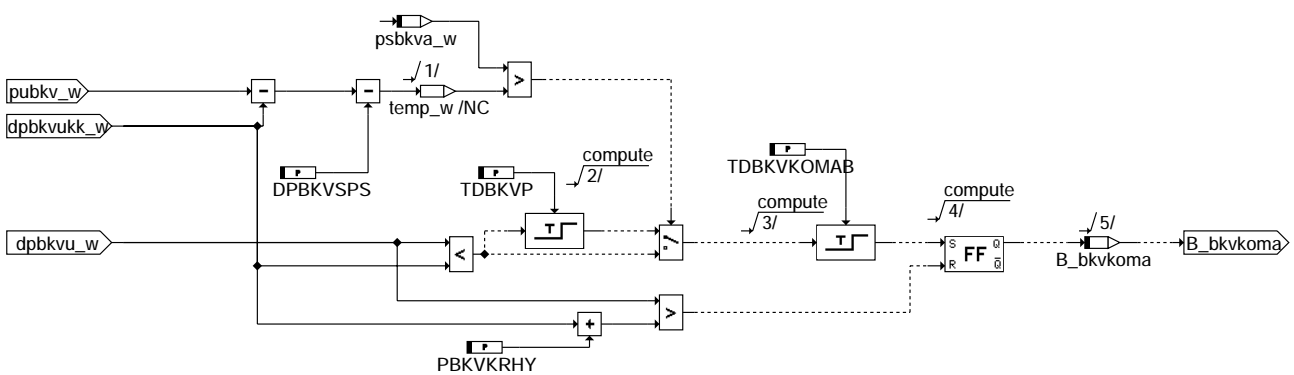 psbkva_w
>
1/
pubkv_w
-
-
temp_w /NC
dpbkvukk_w
P
DPBKVSPS
P
TDBKVP
compute
2/
P
TDBKVKOMAB
compute
3/
compute
4/
5/
dpbkvu_w
<
T
T
S Q
FF
R Q̅
B_bkvkoma
B_bkvkoma
>
+
P
PBKVKRHY